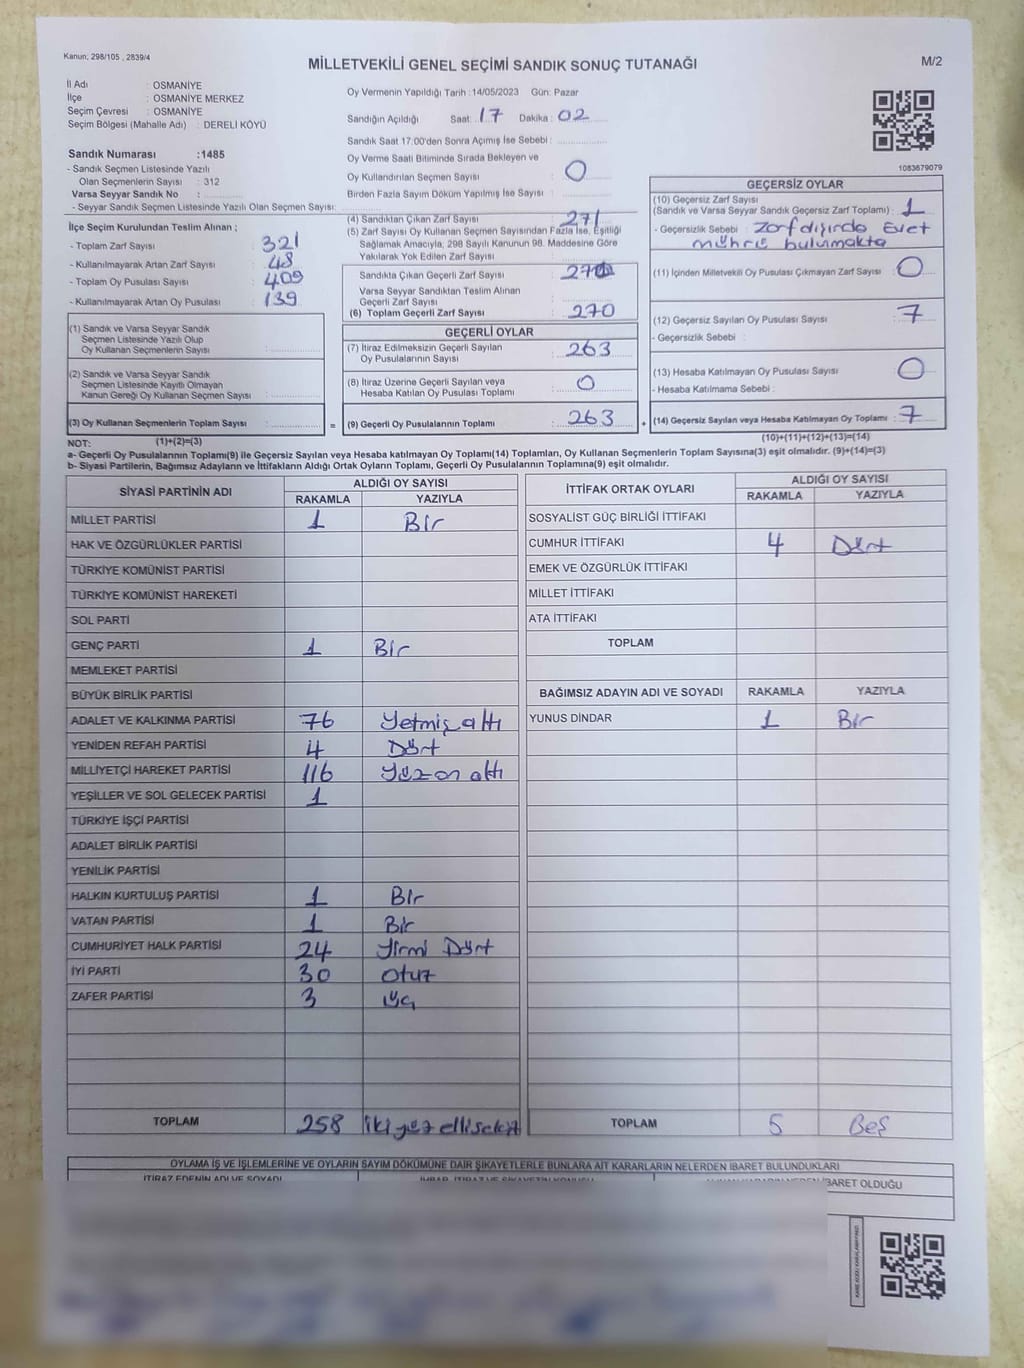 Kanun; 298/105 , 2839/4
MİLLETVEKİLİ GENEL SEÇİMİ SANDIK SONUÇ TUTANAĞI
M/2
İl Adı : OSMANİYE
İlçe : OSMANİYE MERKEZ
Seçim Çevresi : OSMANİYE
Seçim Bölgesi (Mahalle Adı) : DERELİ KÖYÜ
Sandık Numarası :1485
- Sandık Seçmen Listesinde Yazılı
Olan Seçmenlerin Sayısı : 312
Varsa Seyyar Sandık No :
- Seyyar Sandık Seçmen Listesinde Yazılı Olan Seçmen Sayısı:
Oy Vermenin Yapıldığı Tarih :14/05/2023 Gün: Pazar
Sandığın Açıldığı Saat: 17 Dakika: 02
Sandık Saat 17.00'den Sonra Açımış İse Sebebi :
Oy Verme Saati Bitiminde Sırada Bekleyen ve
Oy Kullandırılan Seçmen Sayısı : 0
Birden Fazla Sayım Döküm Yapılmış İse Sayısı :
1083679079
İlçe Seçim Kurulundan Teslim Alınan ;
- Toplam Zarf Sayısı : 321
- Kullanılmayarak Artan Zarf Sayısı : 48
- Toplam Oy Pusulası Sayısı : 409
- Kullanılmayarak Artan Oy Pusulası : 139
(4) Sandıktan Çıkan Zarf Sayısı : 271
(5) Zarf Sayısı Oy Kullanan Seçmen Sayısından Fazla İse, Eşitliği
Sağlamak Amacıyla, 298 Sayılı Kanunun 98. Maddesine Göre
Yakılarak Yok Edilen Zarf Sayısı :
Sandıkta Çıkan Geçerli Zarf Sayısı : 270
Varsa Seyyar Sandıktan Teslim Alınan
Geçerli Zarf Sayısı :
(6) Toplam Geçerli Zarf Sayısı : 270
GEÇERSİZ OYLAR
(10) Geçersiz Zarf Sayısı
(Sandık ve Varsa Seyyar Sandık Geçersiz Zarf Toplamı) : 1
- Geçersizlik Sebebi : Zarf dışında Evet
mührü bulunmakta
(11) İçinden Milletvekili Oy Pusulası Çıkmayan Zarf Sayısı : 0
(12) Geçersiz Sayılan Oy Pusulası Sayısı : 7
- Geçersizlik Sebebi :
(13) Hesaba Katılmayan Oy Pusulası Sayısı : 0
- Hesaba Katılmama Sebebi :
(14) Geçersiz Sayılan veya Hesaba Katılmayan Oy Toplamı : 7
(10)+(11)+(12)+(13)=(14)
(1) Sandık ve Varsa Seyyar Sandık
Seçmen Listesinde Yazılı Olup
Oy Kullanan Seçmenlerin Sayısı :
(2) Sandık ve Varsa Seyyar Sandık
Seçmen Listesinde Kayıtlı Olmayan
Kanun Gereği Oy Kullanan Seçmen Sayısı :
(3) Oy Kullanan Seçmenlerin Toplam Sayısı : =
GEÇERLİ OYLAR
(7) İtiraz Edilmeksizin Geçerli Sayılan
Oy Pusulalarının Sayısı : 263
(8) İtiraz Üzerine Geçerli Sayılan veya
Hesaba Katılan Oy Pusulası Toplamı : 0
(9) Geçerli Oy Pusulalarının Toplamı : 263 +
NOT: (1)+(2)=(3)
a- Geçerli Oy Pusulalarının Toplamı(9) ile Geçersiz Sayılan veya Hesaba katılmayan Oy Toplamı(14) Toplamları, Oy Kullanan Seçmenlerin Toplam Sayısına(3) eşit olmalıdır. (9)+(14)=(3)
b- Siyasi Partilerin, Bağımsız Adayların ve İttifakların Aldığı Ortak Oyların Toplamı, Geçerli Oy Pusulalarının Toplamına(9) eşit olmalıdır.
SİYASİ PARTİNİN ADI ALDIĞI OY SAYISI
RAKAMLA YAZIYLA
MİLLET PARTİSİ 1 Bir
HAK VE ÖZGÜRLÜKLER PARTİSİ
TÜRKİYE KOMÜNİST PARTİSİ
TÜRKİYE KOMÜNİST HAREKETİ
SOL PARTİ
GENÇ PARTİ 1 Bir
MEMLEKET PARTİSİ
BÜYÜK BİRLİK PARTİSİ
ADALET VE KALKINMA PARTİSİ 76 Yetmiş altı
YENİDEN REFAH PARTİSİ 4 Dört
MİLLİYETÇİ HAREKET PARTİSİ 116 Yüz on altı
YEŞİLLER VE SOL GELECEK PARTİSİ 1
TÜRKİYE İŞÇİ PARTİSİ
ADALET BİRLİK PARTİSİ
YENİLİK PARTİSİ
HALKIN KURTULUŞ PARTİSİ 1 Bir
VATAN PARTİSİ 1 Bir
CUMHURİYET HALK PARTİSİ 24 Yirmi Dört
İYİ PARTİ 30 Otuz
ZAFER PARTİSİ 3 Üç
TOPLAM 258 İki yüz elli sekiz
İTTİFAK ORTAK OYLARI ALDIĞI OY SAYISI
RAKAMLA YAZIYLA
SOSYALİST GÜÇ BİRLİĞİ İTTİFAKI
CUMHUR İTTİFAKI 4 Dört
EMEK VE ÖZGÜRLÜK İTTİFAKI
MİLLET İTTİFAKI
ATA İTTİFAKI
TOPLAM
BAĞIMSIZ ADAYIN ADI VE SOYADI RAKAMLA YAZIYLA
YUNUS DİNDAR 1 Bir
TOPLAM 5 Beş
OYLAMA İŞ VE İŞLEMLERİNE VE OYLARIN SAYIM DÖKÜMÜNE DAİR ŞİKAYETLERLE BUNLARA AİT KARARLARIN NELERDEN İBARET BULUNDUKLARI
İTİRAZ EDENİN ADI VE SOYADI
İBARET OLDUĞU